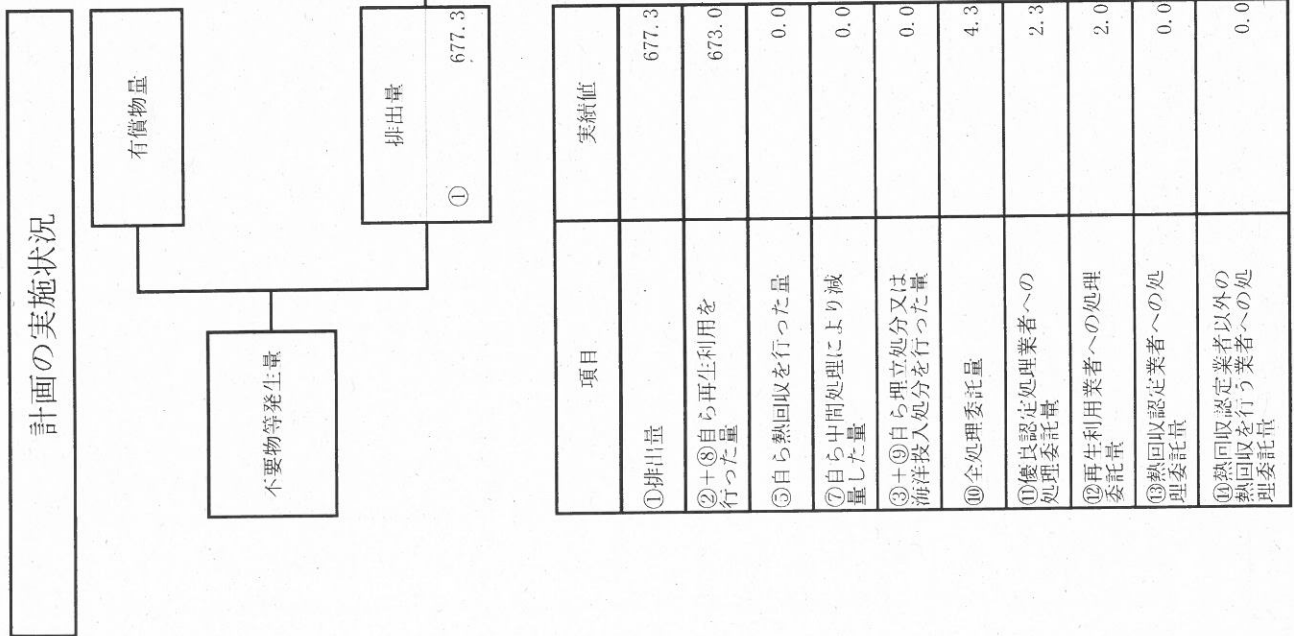 計画の実施状況
有償物量
不要物等発生量
排出量
① 677.3
項目 実績値
①排出量 677.3
②+⑧自ら再生利用を
行った量 673.0
⑤自ら熱回収を行った量 0.0
⑦自ら中間処理により減
量した量 0.0
③+⑨自ら埋立処分又は
海洋投入処分を行った量 0.0
⑩全処理委託量 4.3
⑪優良認定処理業者への
処理委託量 2.3
⑫再生利用業者への処理
委託量 2.0
⑬熱回収認定業者への処
理委託量 0.0
⑭熱回収認定業者以外の
熱回収を行う業者への処
理委託量 0.0